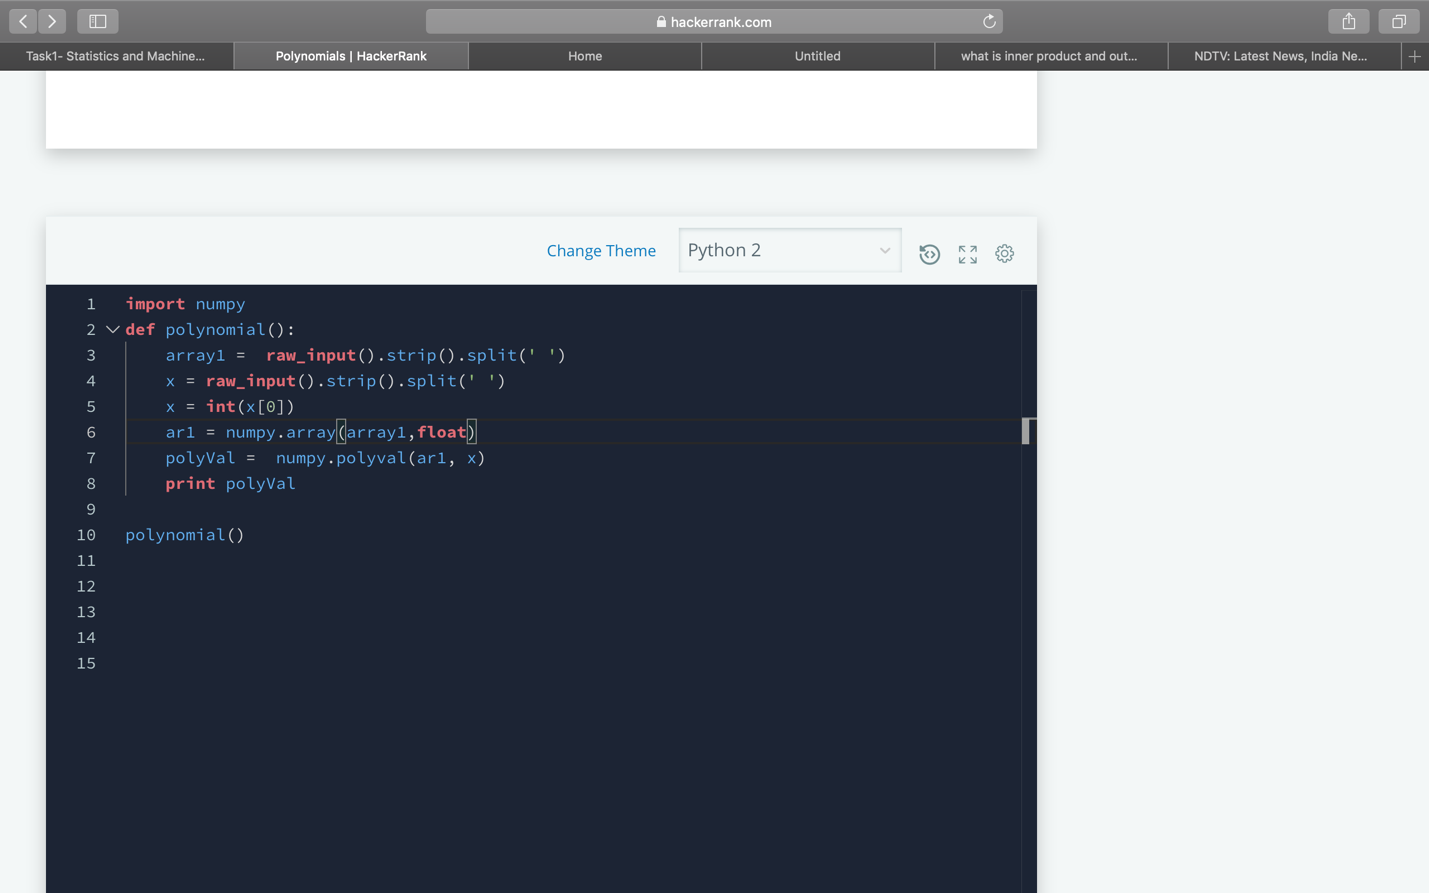 hackerrank.com
Task1- Statistics and Machine...
Polynomials | HackerRank
Home
Untitled
what is inner product and out...
NDTV: Latest News, India Ne...
Change Theme
Python 2
1 import numpy
2 def polynomial():
3 array1 =  raw_input().strip().split(' ')
4 x = raw_input().strip().split(' ')
5 x = int(x[0])
6 ar1 = numpy.array(array1,float)
7 polyVal =  numpy.polyval(ar1, x)
8 print polyVal
9
10 polynomial()
11
12
13
14
15